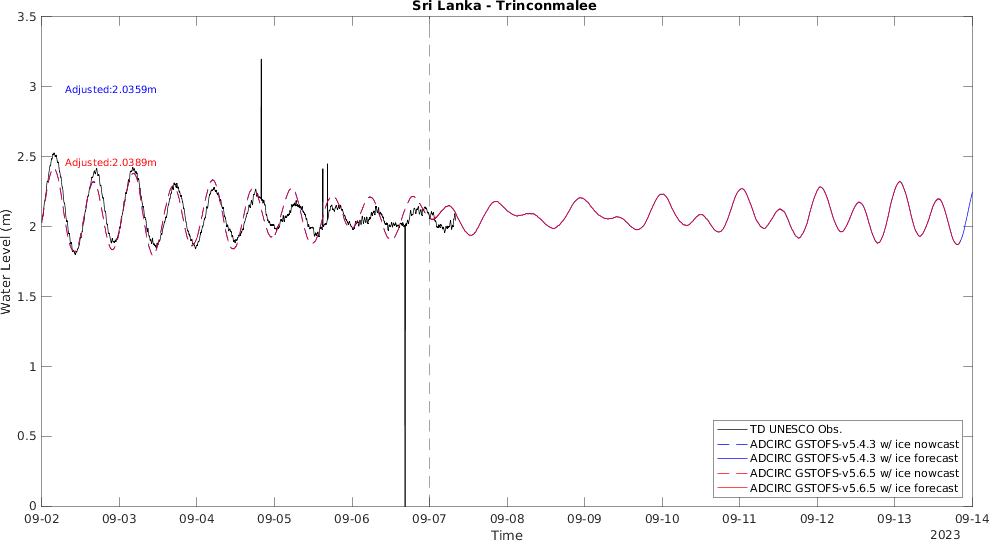 Sri Lanka - Trinconmalee
3.5
3
2.5
2
1.5
1
0.5
0
Water Level (m)
Adjusted:2.0359m
Adjusted:2.0389m
TD UNESCO Obs.
ADCIRC GSTOFS-v5.4.3 w/ ice nowcast
ADCIRC GSTOFS-v5.4.3 w/ ice forecast
ADCIRC GSTOFS-v5.6.5 w/ ice nowcast
ADCIRC GSTOFS-v5.6.5 w/ ice forecast
09-02 09-03 09-04 09-05 09-06 09-07 09-08 09-09 09-10 09-11 09-12 09-13 09-14
Time
2023